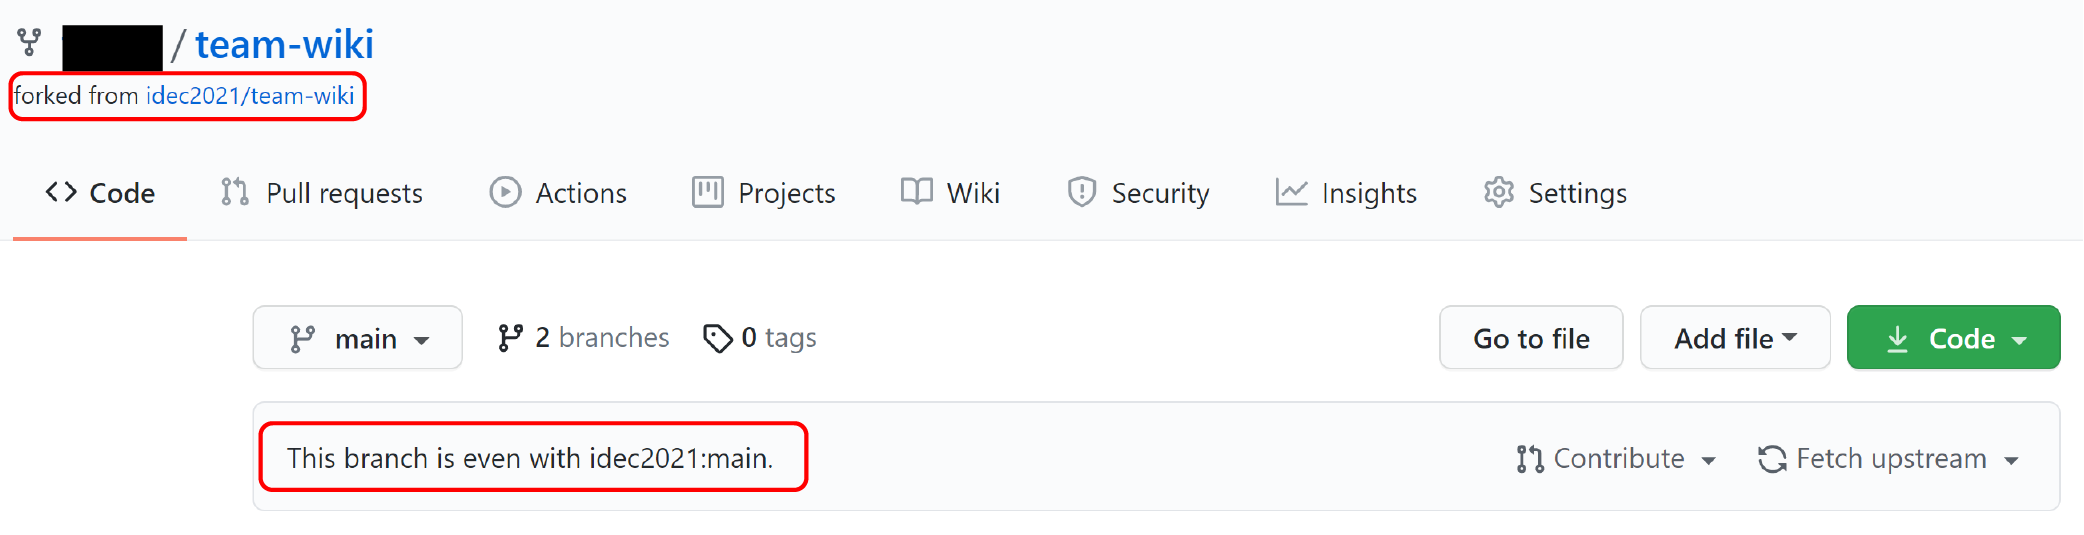 / team-wiki
forked from idec2021/team-wiki
Code Pull requests Actions Projects Wiki Security Insights Settings
main 2 branches 0 tags Go to file Add file Code
This branch is even with idec2021:main. Contribute Fetch upstream